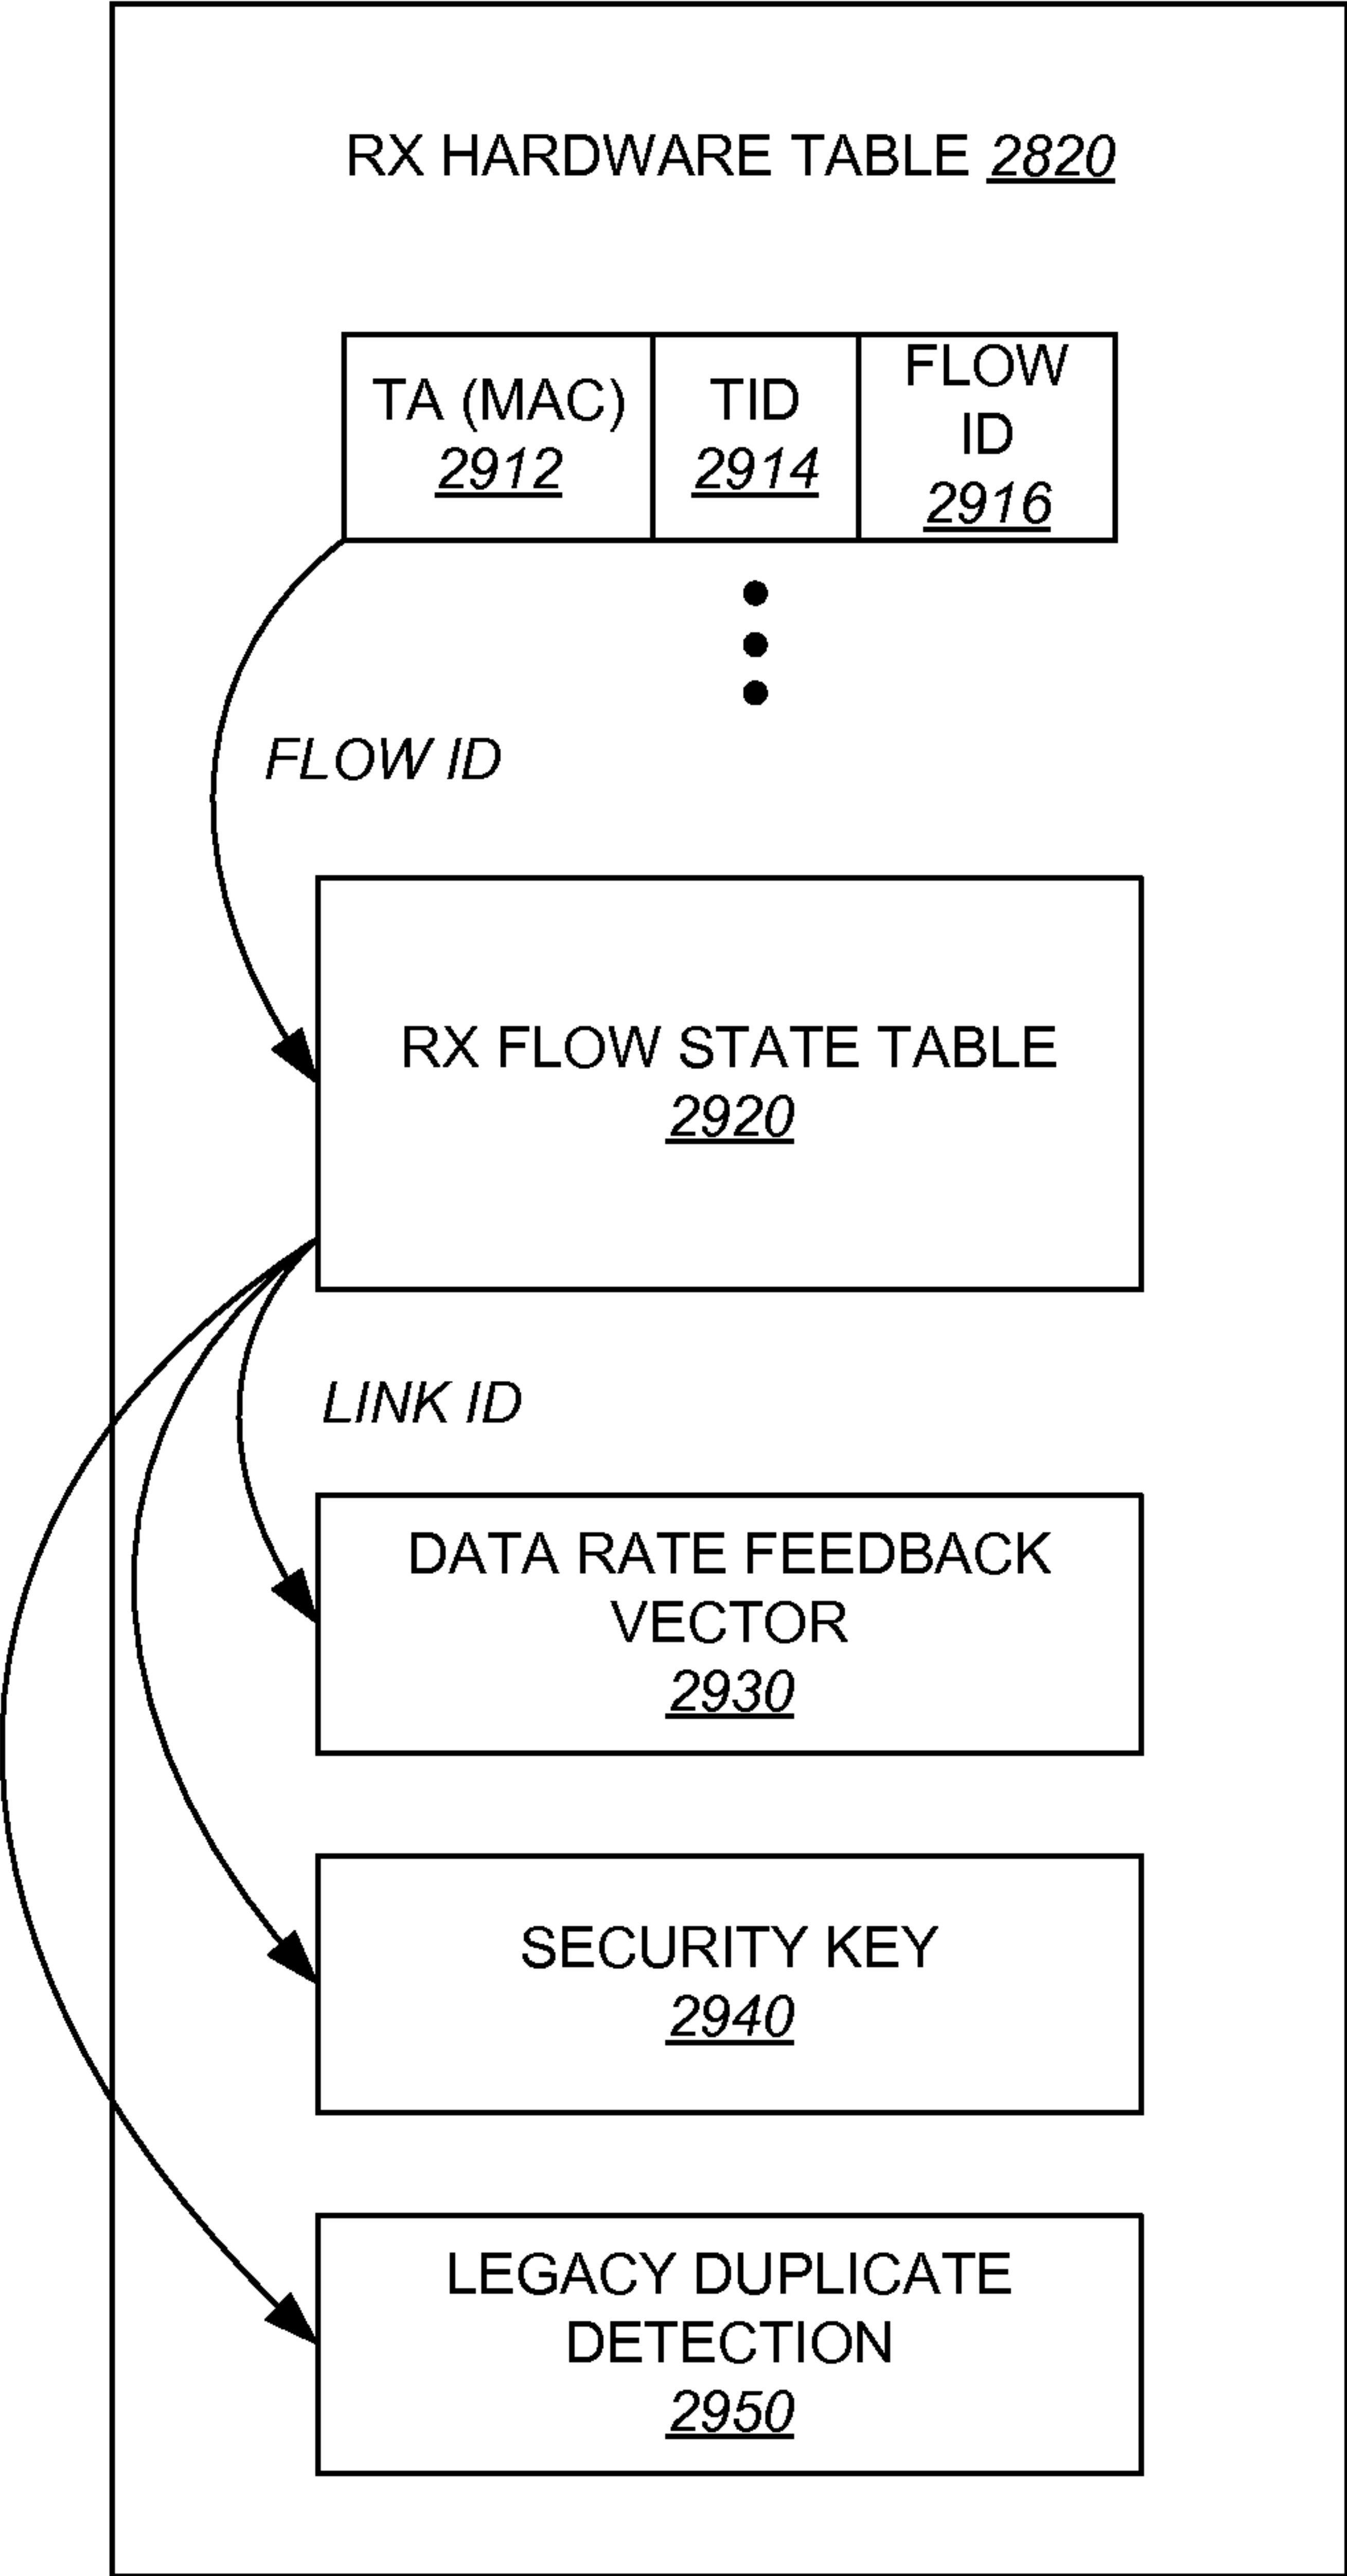 RX HARDWARE TABLE 2820
TA (MAC)
2912
TID
2914
FLOW
ID
2916
FLOW ID
RX FLOW STATE TABLE
2920
LINK ID
DATA RATE FEEDBACK
VECTOR
2930
SECURITY KEY
2940
LEGACY DUPLICATE
DETECTION
2950